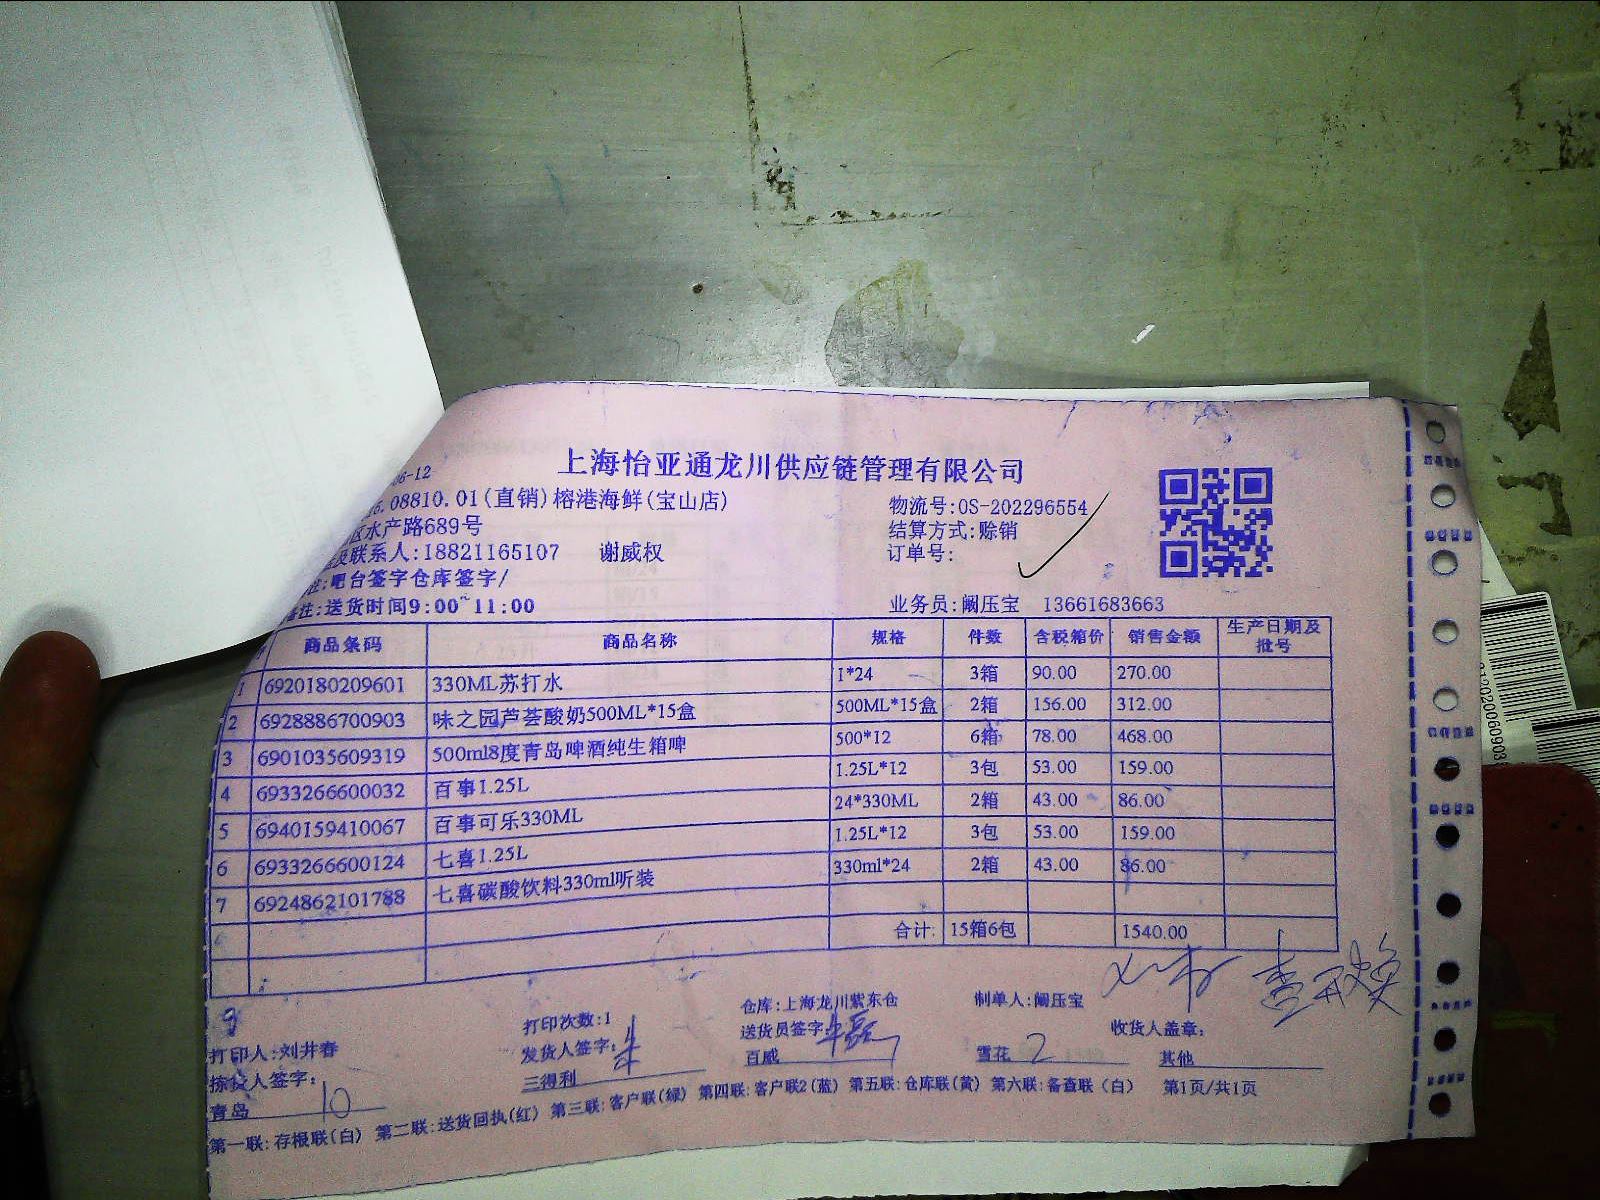 上海怡亚通龙川供应链管理有限公司
06-12
08810.01(直销)榕港海鲜(宝山店) 物流号:OS-202296554
区水产路689号 结算方式:赊销
及联系人:18821165107 谢威权 订单号:
注:吧台签字仓库签字/
备注:送货时间9:00~11:00 业务员:阚压宝 13661683663
商品条码 商品名称 规格 件数 含税箱价 销售金额 生产日期及批号
1 6920180209601 330ML苏打水 1*24 3箱 90.00 270.00
2 6928886700903 味之园芦荟酸奶500ML*15盒 500ML*15盒 2箱 156.00 312.00
3 6901035609319 500ml8度青岛啤酒纯生箱啤 500*12 6箱 78.00 468.00
4 6933266600032 百事1.25L 1.25L*12 3包 53.00 159.00
5 6940159410067 百事可乐330ML 24*330ML 2箱 43.00 86.00
6 6933266600124 七喜1.25L 1.25L*12 3包 53.00 159.00
7 6924862101788 七喜碳酸饮料330ml听装 330ml*24 2箱 43.00 86.00
合计: 15箱6包 1540.00
9 仓库:上海龙川紫东仓 制单人:阚压宝
打印人:刘井春 打印次数:1 送货员签字: 收货人盖章:
拣货人签字: 发货人签字: 百威 雪花 2 其他
青岛 10 三得利
第一联:存根联(白) 第二联:送货回执(红) 第三联:客户联(绿) 第四联:客户联2(蓝) 第五联:仓库联(黄) 第六联:备查联(白) 第1页/共1页